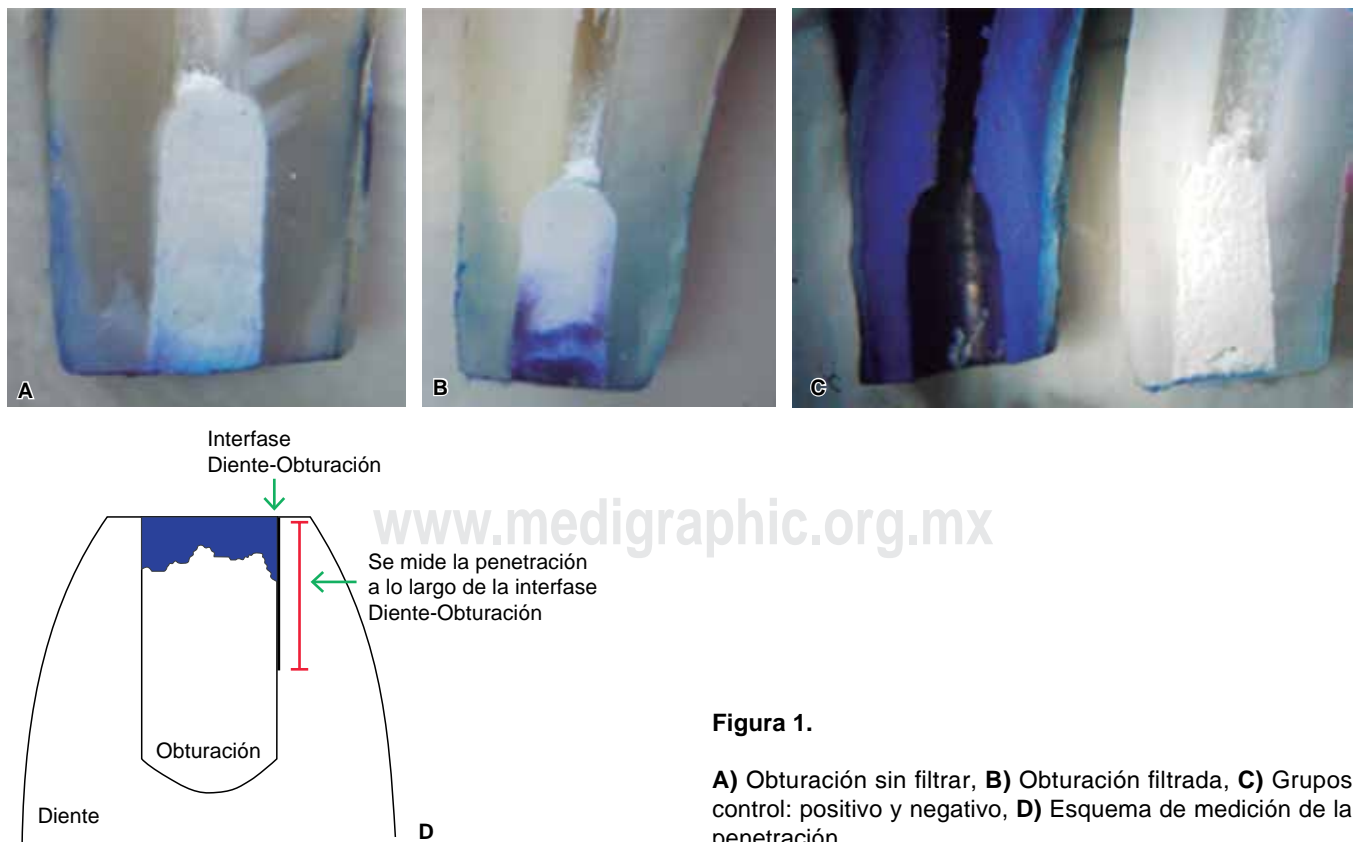 A
B
C
Interfase
Diente-Obturación
www.medigraphic.org.mx
Se mide la penetración
a lo largo de la interfase
Diente-Obturación
Obturación
Diente
D
Figura 1.
A) Obturación sin filtrar, B) Obturación filtrada, C) Grupos
control: positivo y negativo, D) Esquema de medición de la
penetración